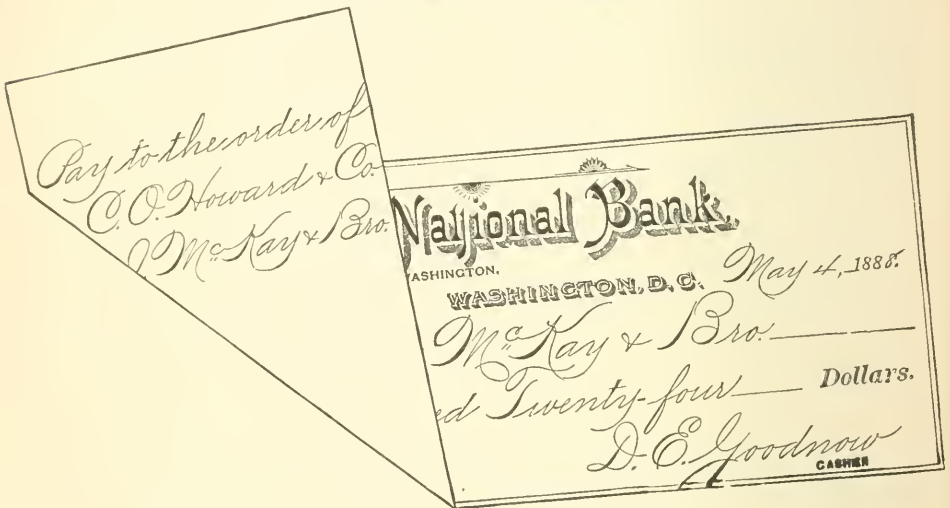 Pay to the order of
C. O. Howard & Co.
J. McKay & Bro.
National Bank,
ASHINGTON,
WASHINGTON, D. C. May 4, 1888.
McKay & Bro.
ed Twenty-four Dollars.
D. E. Goodnow
CASHIER